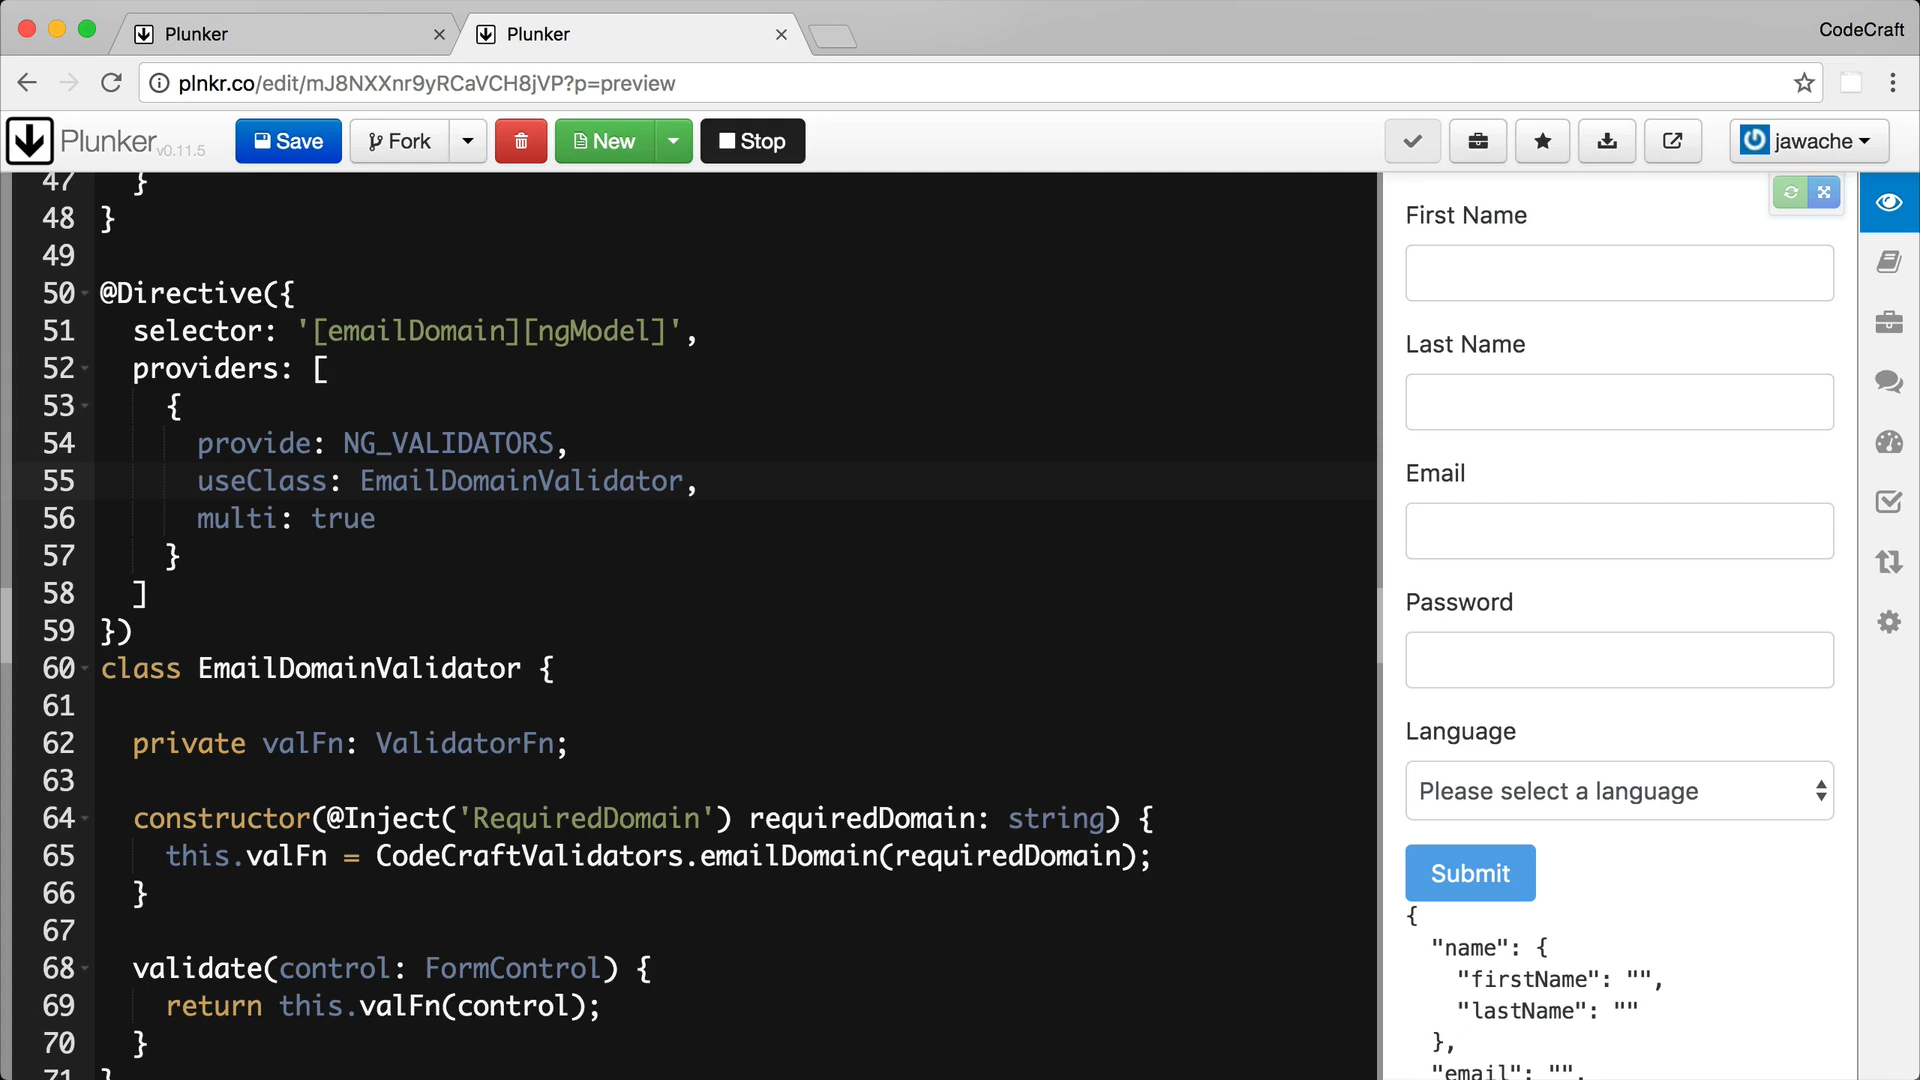 Plunker
Plunker
CodeCraft
plnkr.co/edit/mJ8NXXnr9yRCaVCH8jVP?p=preview
Plunker v0.11.5
Save
Fork
New
Stop
jawache
47 }
48 }
49
50 @Directive({
51 selector: '[emailDomain][ngModel]',
52 providers: [
53 {
54 provide: NG_VALIDATORS,
55 useClass: EmailDomainValidator,
56 multi: true
57 }
58 ]
59 })
60 class EmailDomainValidator {
61
62 private valFn: ValidatorFn;
63
64 constructor(@Inject('RequiredDomain') requiredDomain: string) {
65 this.valFn = CodeCraftValidators.emailDomain(requiredDomain);
66 }
67
68 validate(control: FormControl) {
69 return this.valFn(control);
70 }
71 }
First Name
Last Name
Email
Password
Language
Please select a language
Submit
{
"name": {
"firstName": "",
"lastName": ""
},
"email": "",